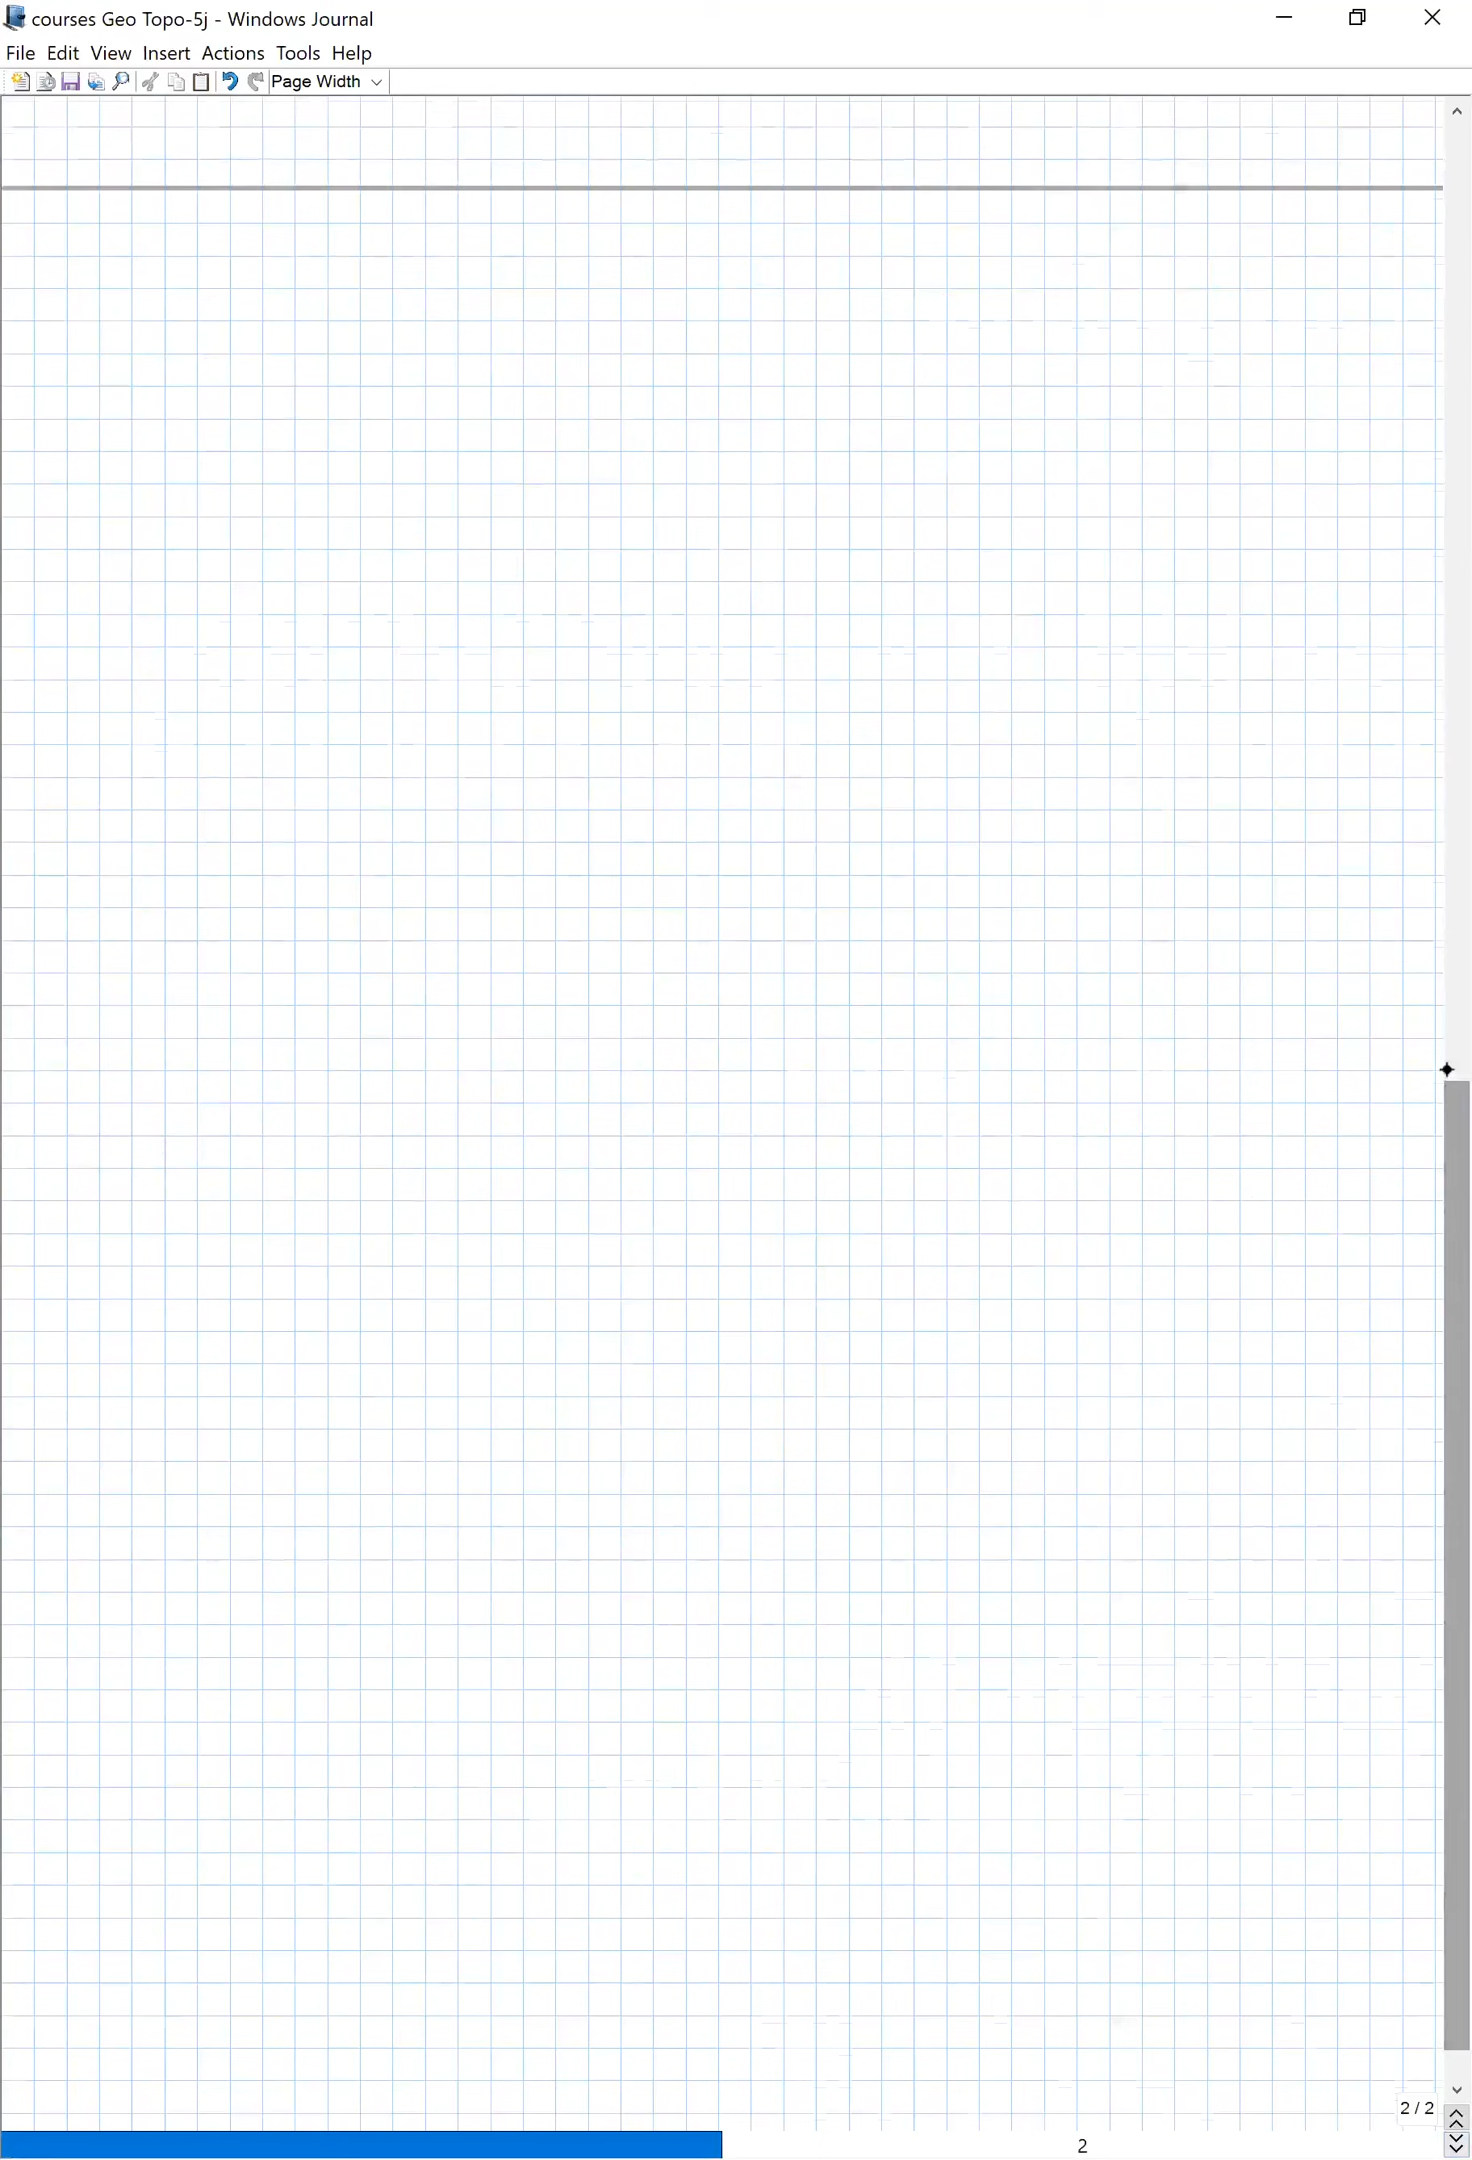 courses Geo Topo-5j - Windows Journal
File Edit View Insert Actions Tools Help
Page Width
2 / 2
2